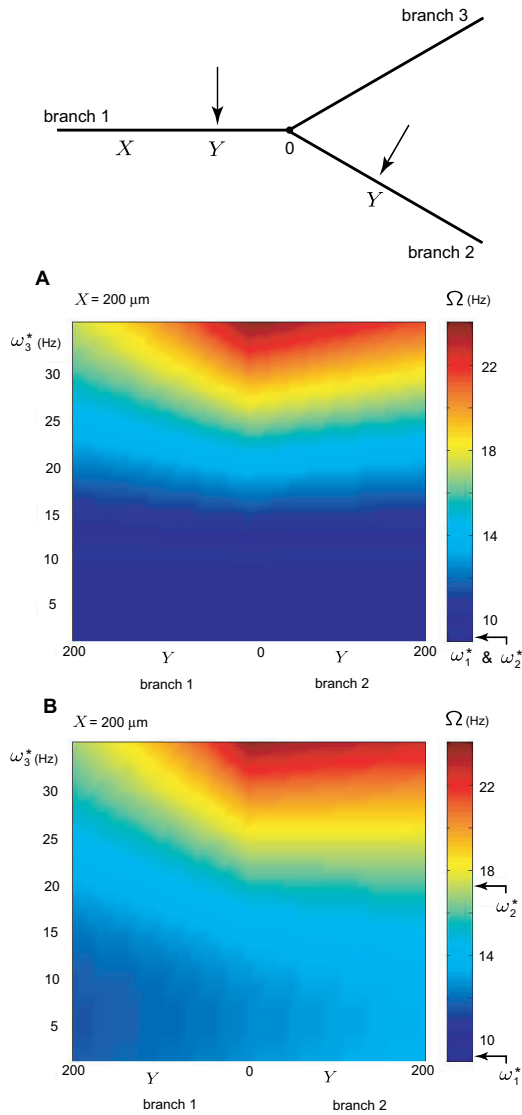 branch 3
branch 1
X Y 0
Y
branch 2
A
X = 200 μm Ω (Hz)
ω₃* (Hz)
30
25
20
15
10
5
22
18
14
10
200 Y 0 Y 200
ω₁* & ω₂*
branch 1 branch 2
B
X = 200 μm Ω (Hz)
ω₃* (Hz)
30
25
20
15
10
5
22
18
ω₂*
14
10
200 Y 0 Y 200
ω₁*
branch 1 branch 2